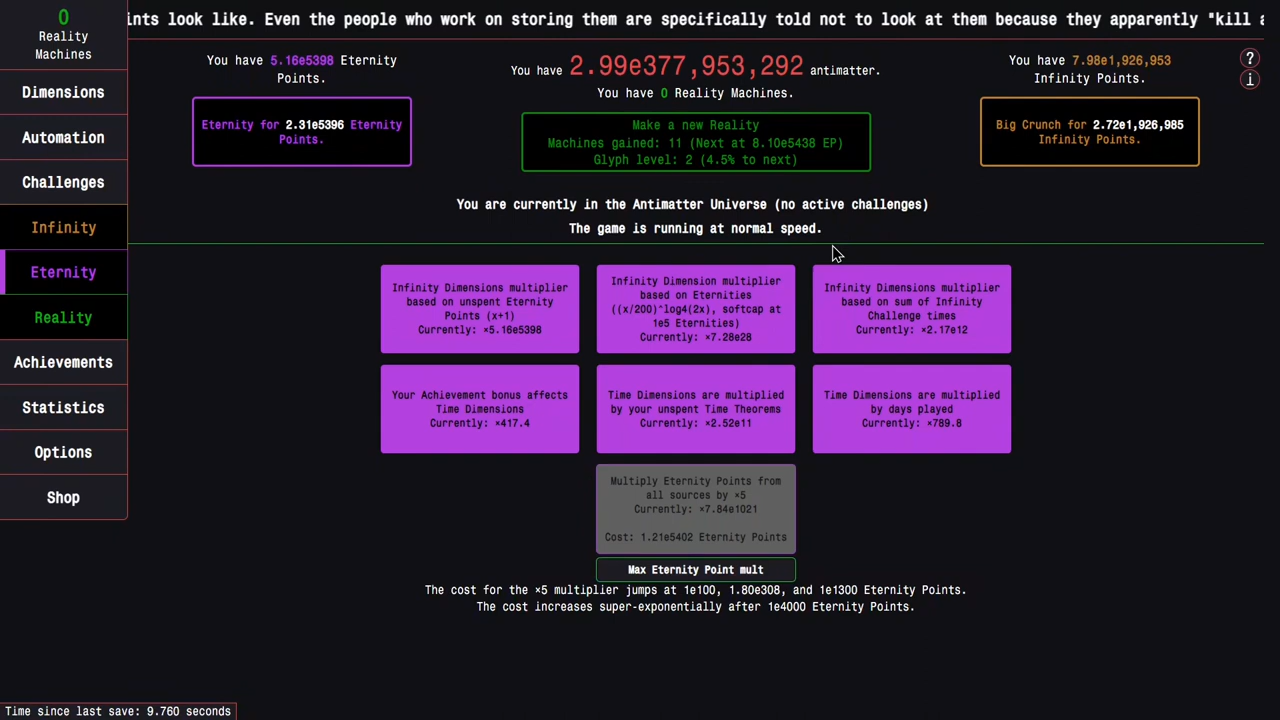 ints look like. Even the people who work on storing them are specifically told not to look at them because they apparently "kill a
0
Reality
Machines
Dimensions
Automation
Challenges
Infinity
Eternity
Reality
Achievements
Statistics
Options
Shop
You have 5.16e5398 Eternity
Points.
Eternity for 2.31e5396 Eternity
Points.
You have 2.99e377,953,292 antimatter.
You have 0 Reality Machines.
Make a new Reality
Machines gained: 11 (Next at 8.10e5438 EP)
Glyph level: 2 (4.5% to next)
You have 7.98e1,926,953
Infinity Points.
Big Crunch for 2.72e1,926,985
Infinity Points.
?
i
You are currently in the Antimatter Universe (no active challenges)
The game is running at normal speed.
Infinity Dimensions multiplier
based on unspent Eternity
Points (x+1)
Currently: ×5.16e5398
Infinity Dimension multiplier
based on Eternities
((x/200)^log4(2x), softcap at
1e5 Eternities)
Currently: ×7.28e28
Infinity Dimensions multiplier
based on sum of Infinity
Challenge times
Currently: ×2.17e12
Your Achievement bonus affects
Time Dimensions
Currently: ×417.4
Time Dimensions are multiplied
by your unspent Time Theorems
Currently: ×2.52e11
Time Dimensions are multiplied
by days played
Currently: ×789.8
Multiply Eternity Points from
all sources by ×5
Currently: ×7.84e1021
Cost: 1.21e5402 Eternity Points
Max Eternity Point mult
The cost for the ×5 multiplier jumps at 1e100, 1.80e308, and 1e1300 Eternity Points.
The cost increases super-exponentially after 1e4000 Eternity Points.
Time since last save: 9.760 seconds